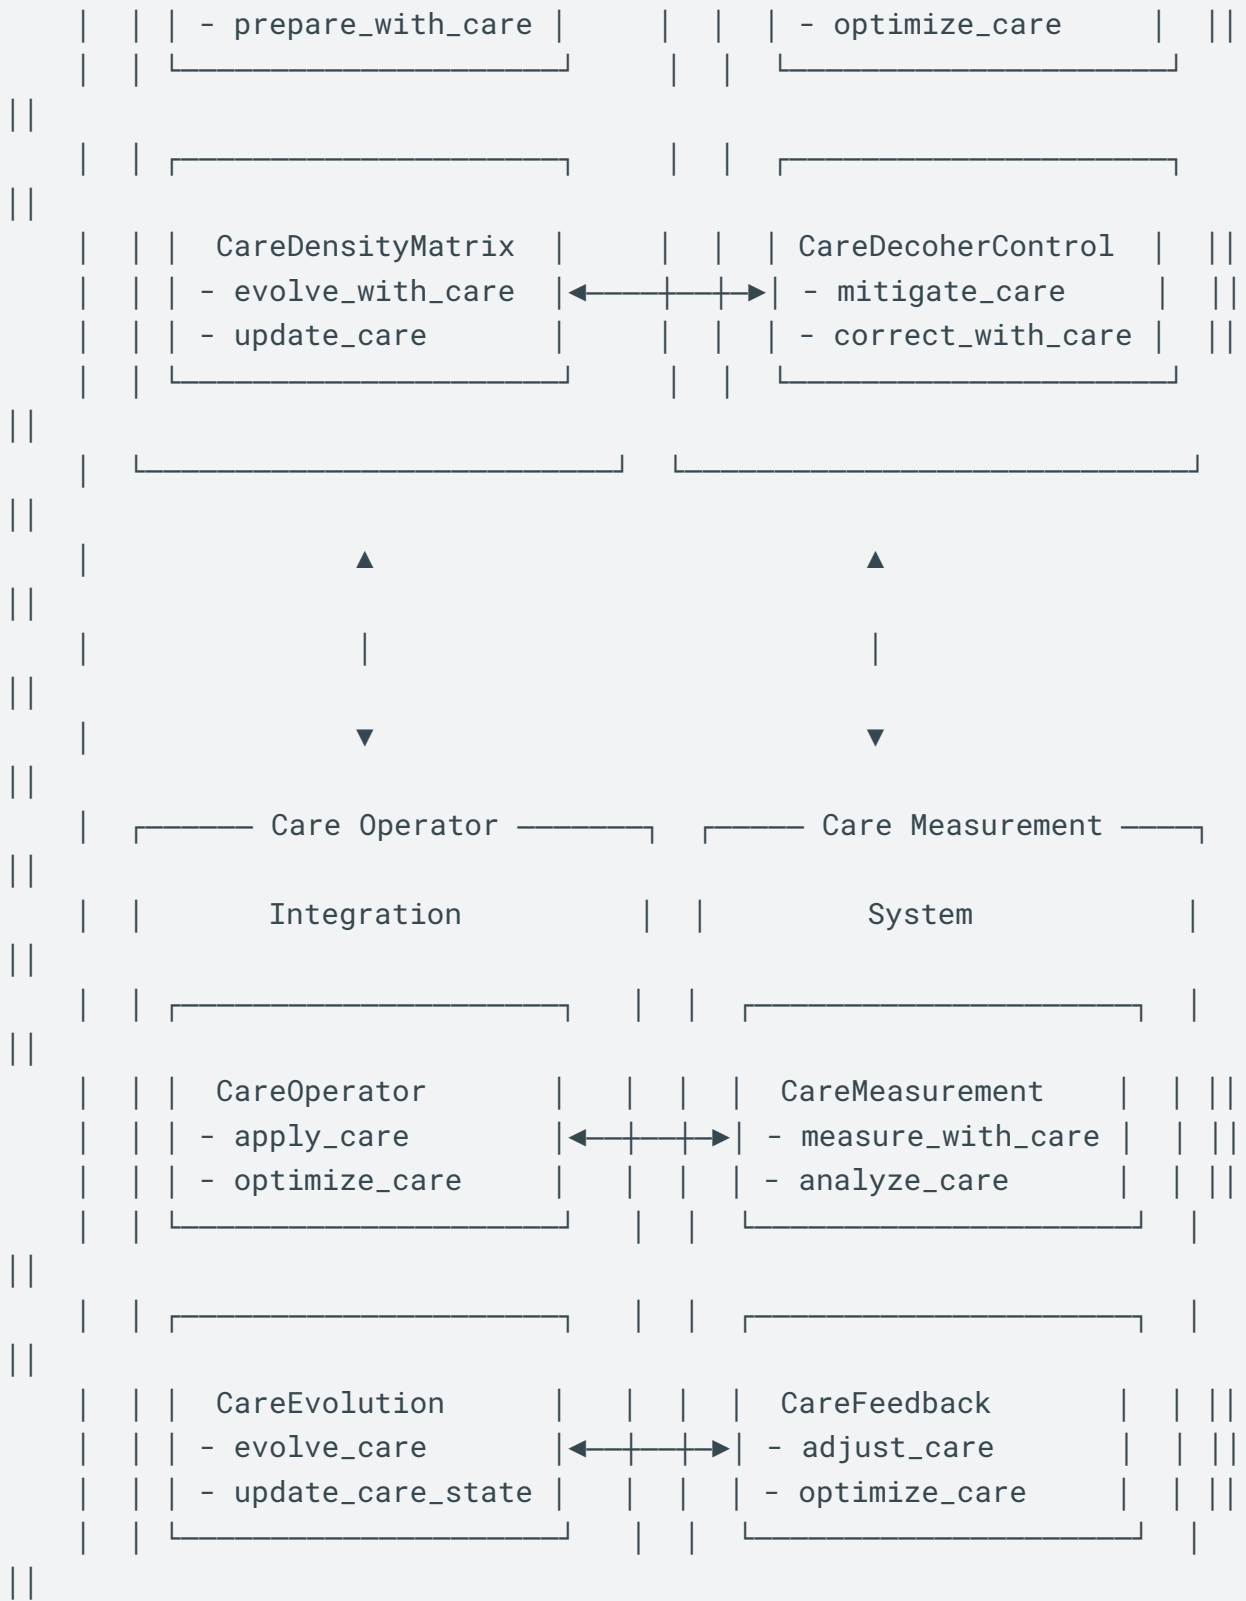 - prepare_with_care - optimize_care
CareDensityMatrix CareDecoherControl
- evolve_with_care - mitigate_care
- update_care - correct_with_care
Care Operator Care Measurement
Integration System
CareOperator CareMeasurement
- apply_care - measure_with_care
- optimize_care - analyze_care
CareEvolution CareFeedback
- evolve_care - adjust_care
- update_care_state - optimize_care